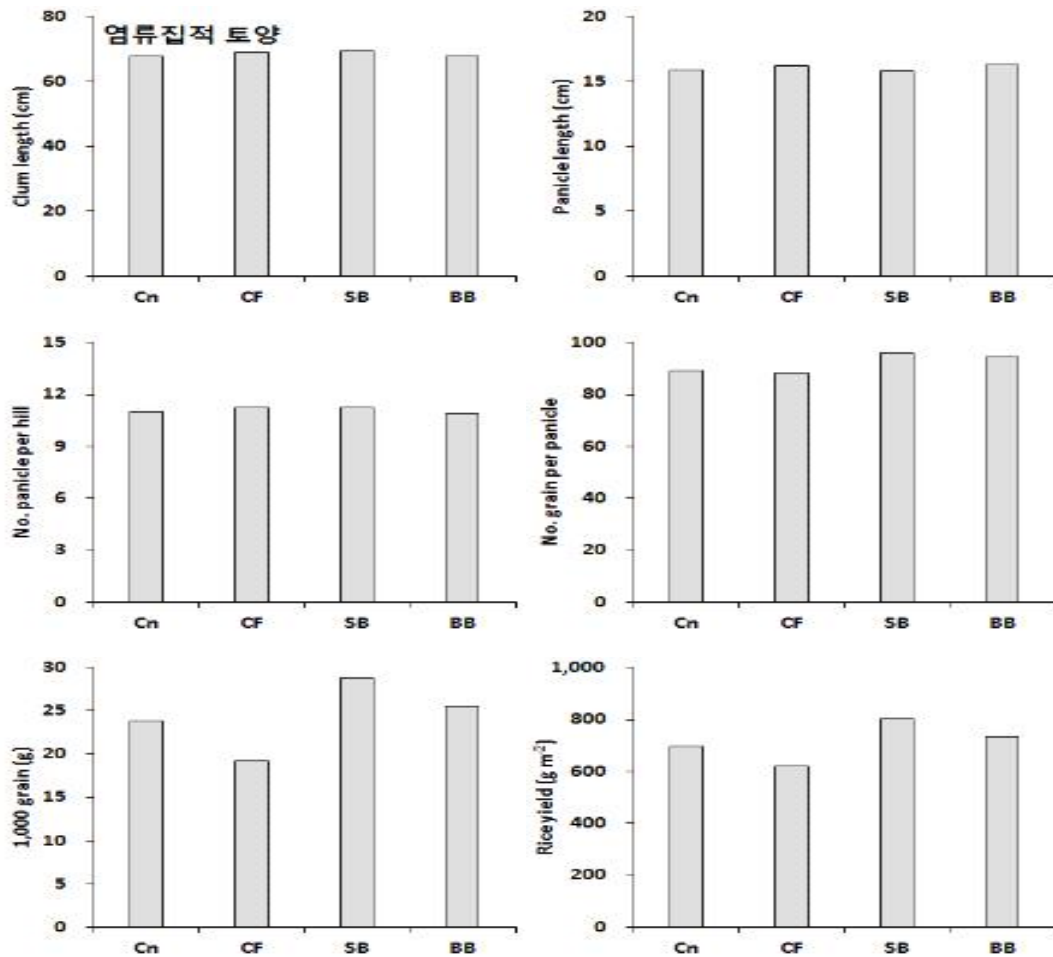 염류집적 토양
80
60
40
20
0
Clum length (cm)
Cn CF SB BB
20
15
10
5
0
Panicle length (cm)
Cn CF SB BB
15
12
9
6
3
0
No. panicle per hill
Cn CF SB BB
100
80
60
40
20
0
No. grain per panicle
Cn CF SB BB
30
25
20
15
10
5
0
1,000 grain (g)
Cn CF SB BB
1,000
800
600
400
200
0
Rice yield (g m⁻²)
Cn CF SB BB